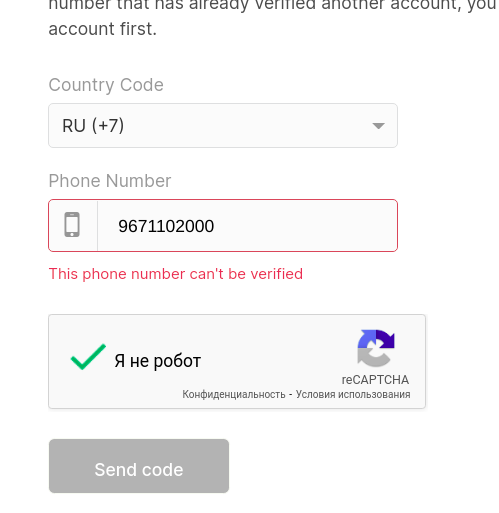 number that has already verified another account, you
account first.
Country Code
RU (+7)
Phone Number
9671102000
This phone number can't be verified
Я не робот
reCAPTCHA
Конфиденциальность - Условия использования
Send code